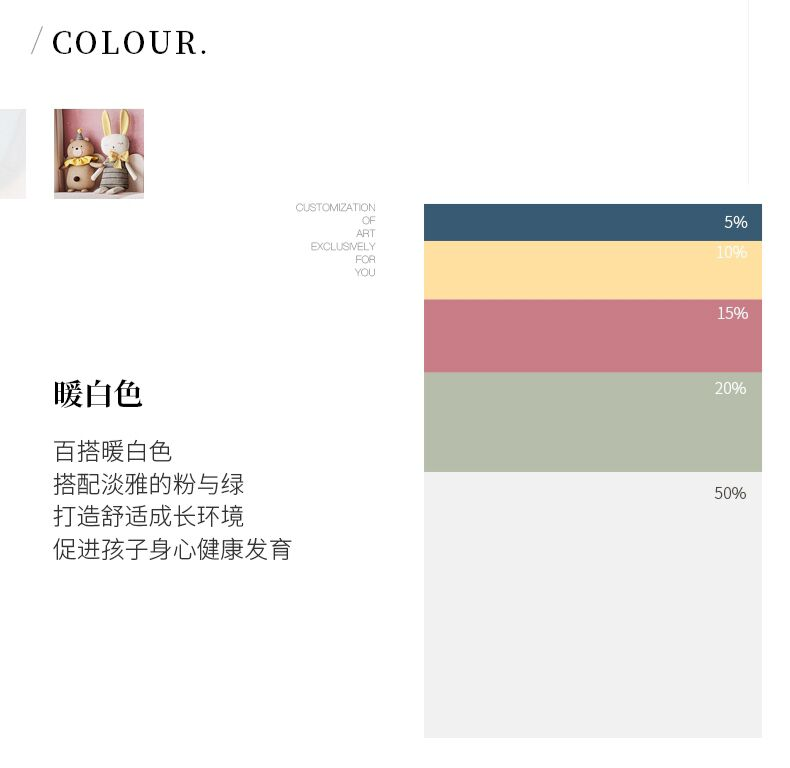 / COLOUR.
CUSTOMIZATION
OF
ART
EXCLUSIVELY
FOR
YOU
5%
10%
15%
20%
50%
暖白色
百搭暖白色
搭配淡雅的粉与绿
打造舒适成长环境
促进孩子身心健康发育